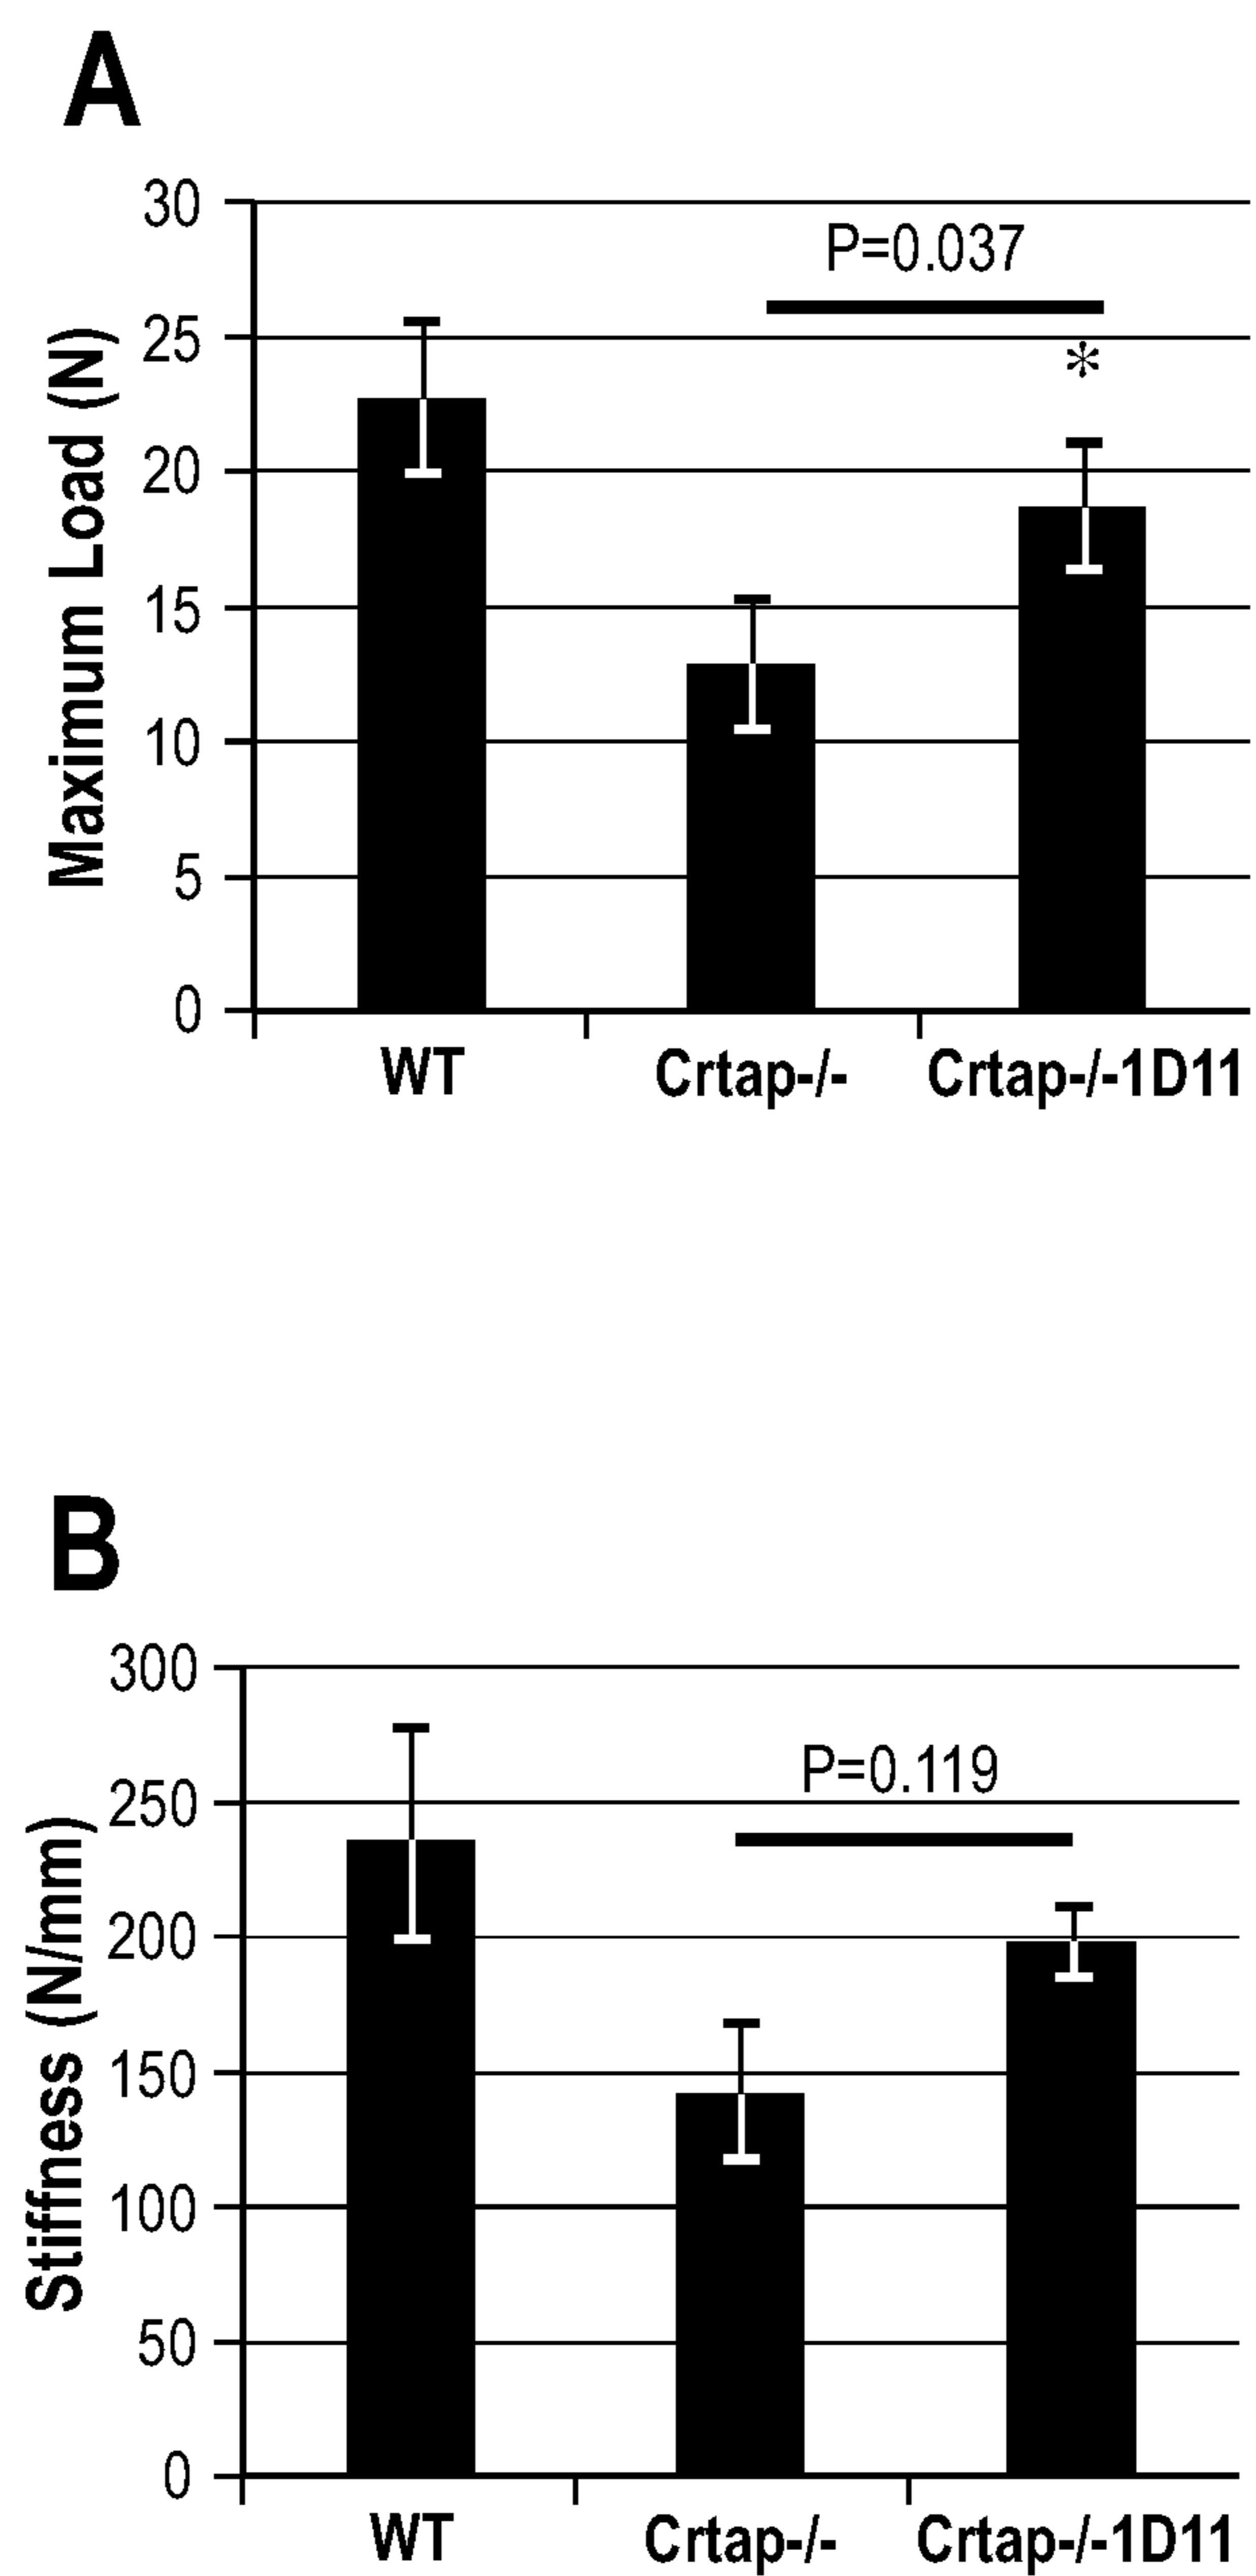 A
30
P=0.037
25
*
20
15
10
5
0
Maximum Load (N)
WT Crtap-/- Crtap-/-1D11
B
300
P=0.119
250
200
150
100
50
0
Stiffness (N/mm)
WT Crtap-/- Crtap-/-1D11